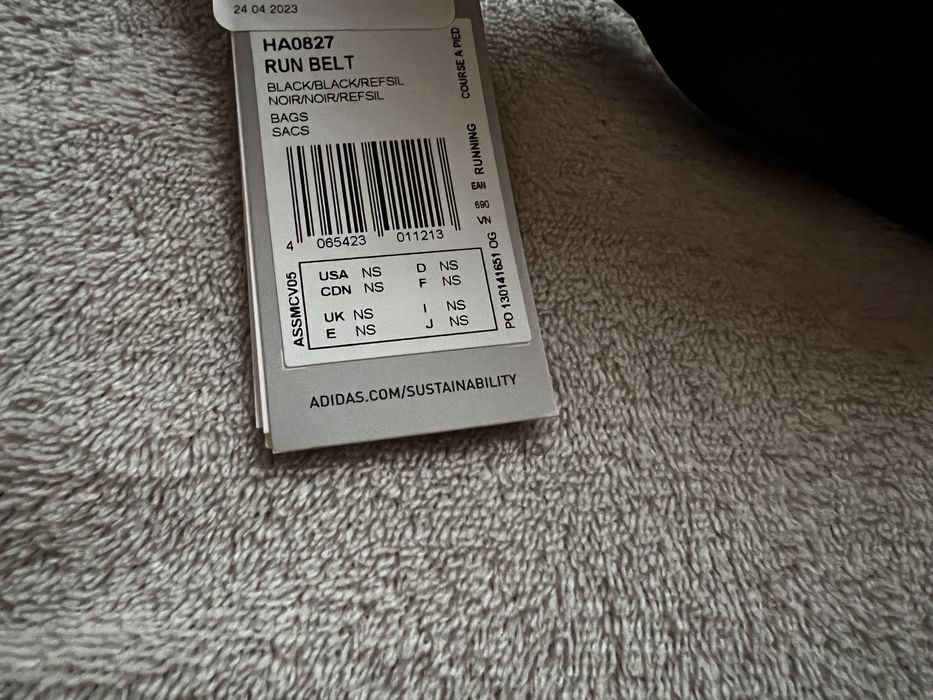 24 04 2023
HA0827
RUN BELT
BLACK/BLACK/REFSIL
NOIR/NOIR/REFSIL
BAGS
SACS
COURSE A PIED
RUNNING
EAN
690
VN
PO 130141651 OG
4 065423 011213
ASSMCV05
USA NS D NS
CDN NS F NS
UK NS I NS
E NS J NS
ADIDAS.COM/SUSTAINABILITY